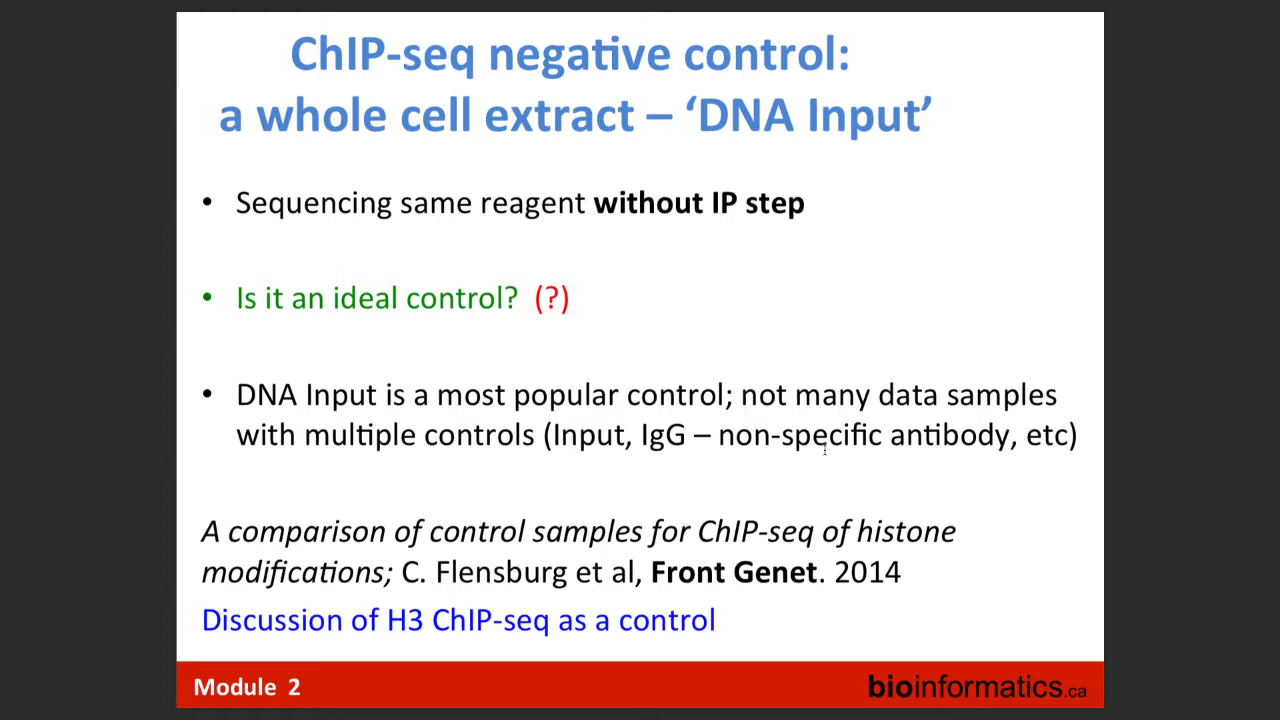 ChIP-seq negative control:
a whole cell extract – ‘DNA Input’
• Sequencing same reagent without IP step
• Is it an ideal control? (?)
• DNA Input is a most popular control; not many data samples
with multiple controls (Input, IgG – non-specific antibody, etc)
A comparison of control samples for ChIP-seq of histone
modifications; C. Flensburg et al, Front Genet. 2014
Discussion of H3 ChIP-seq as a control
Module 2
bioinformatics.ca